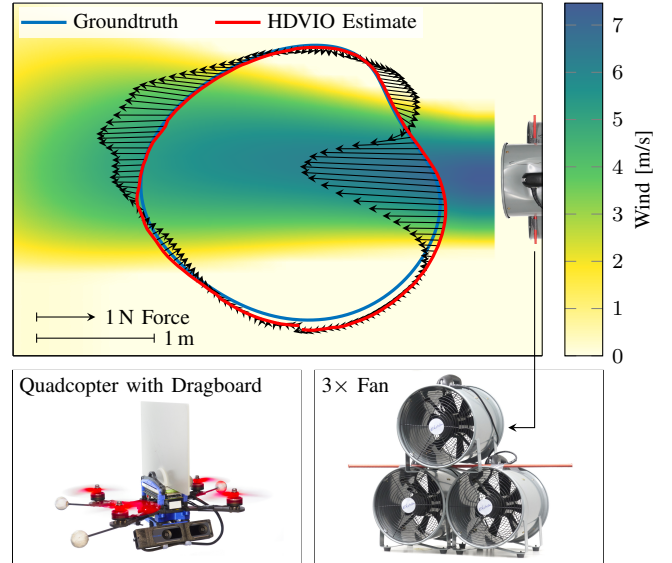 Groundtruth HDVIO Estimate
1 N Force
1 m
7
6
5
4
3
2
1
0
Wind [m/s]
Quadcopter with Dragboard
3× Fan